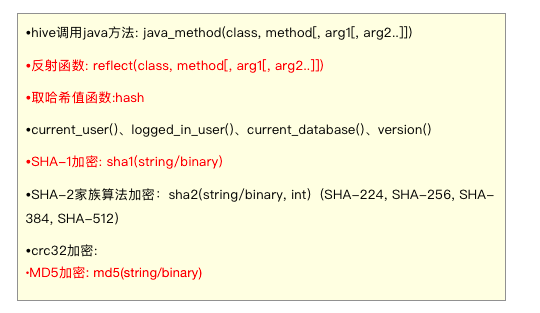 •hive调用java方法: java_method(class, method[, arg1[, arg2..]])
•反射函数: reflect(class, method[, arg1[, arg2..]])
•取哈希值函数:hash
•current_user()、logged_in_user()、current_database()、version()
•SHA-1加密: sha1(string/binary)
•SHA-2家族算法加密：sha2(string/binary, int)（SHA-224, SHA-256, SHA-
384, SHA-512）
•crc32加密:
•MD5加密: md5(string/binary)